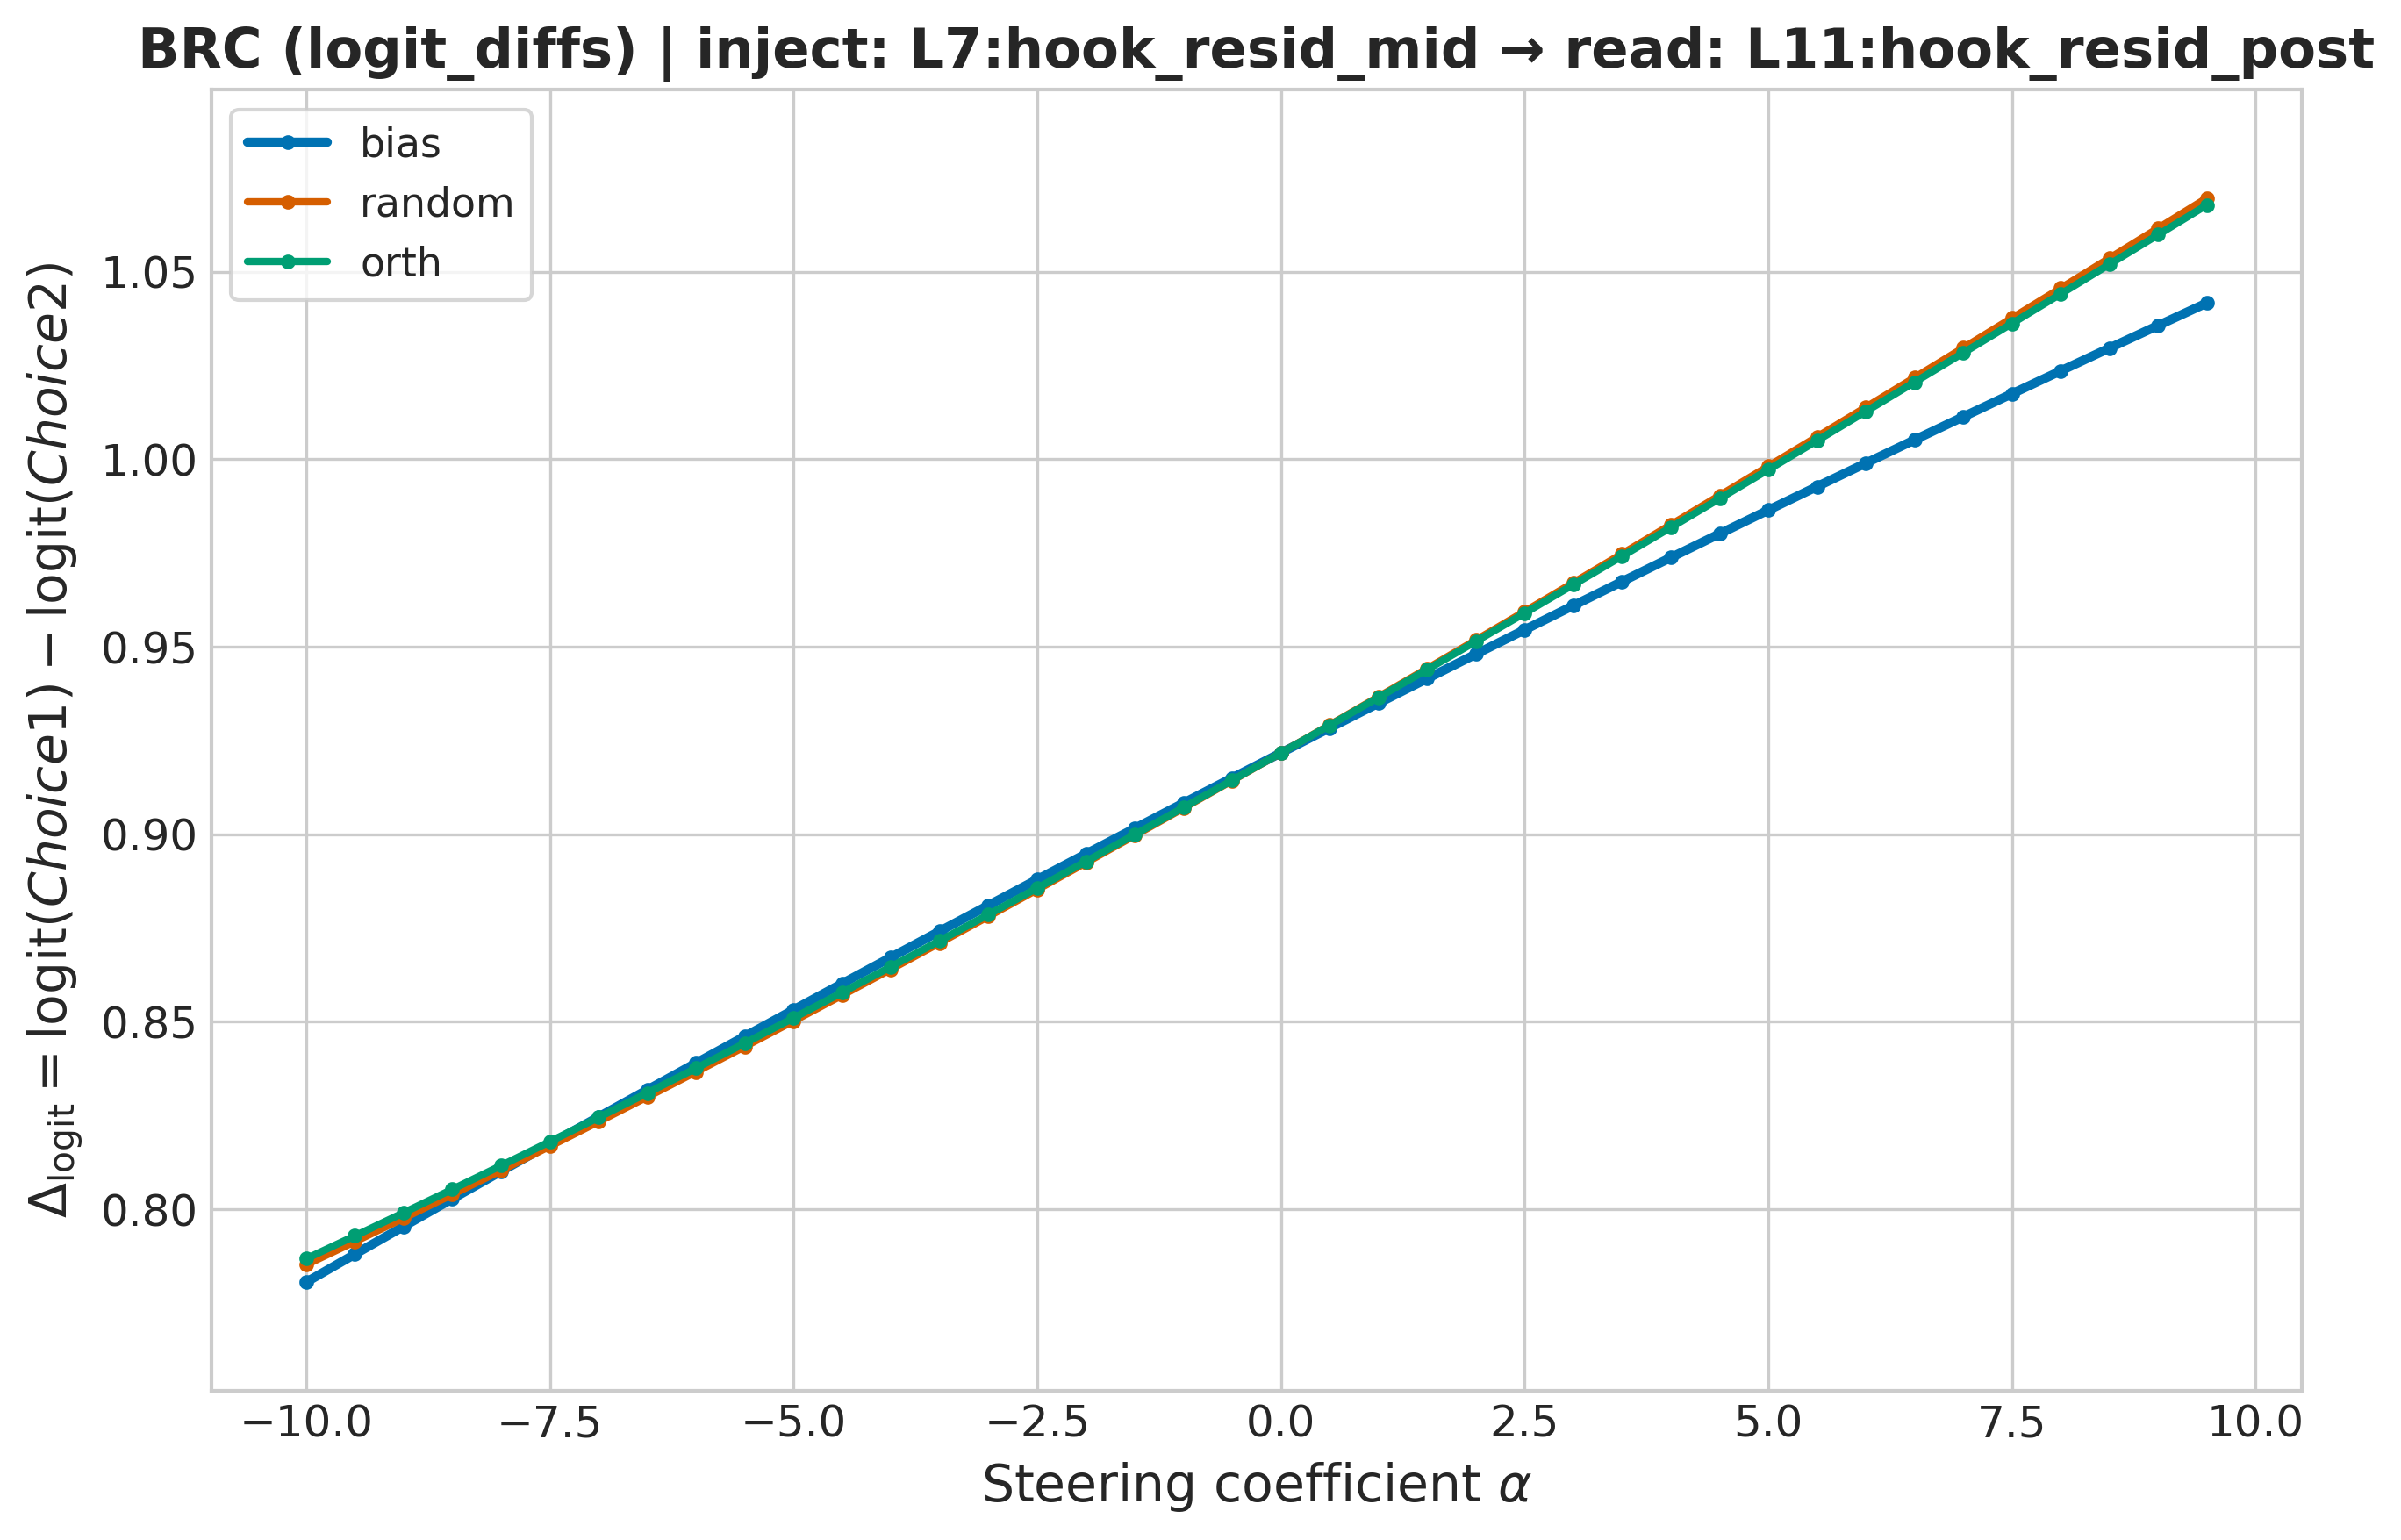 BRC (logit_diffs) | inject: L7:hook_resid_mid → read: L11:hook_resid_post
bias
random
orth
Δlogit = logit(Choice1) − logit(Choice2)
1.05
1.00
0.95
0.90
0.85
0.80
−10.0 −7.5 −5.0 −2.5 0.0 2.5 5.0 7.5 10.0
Steering coefficient α